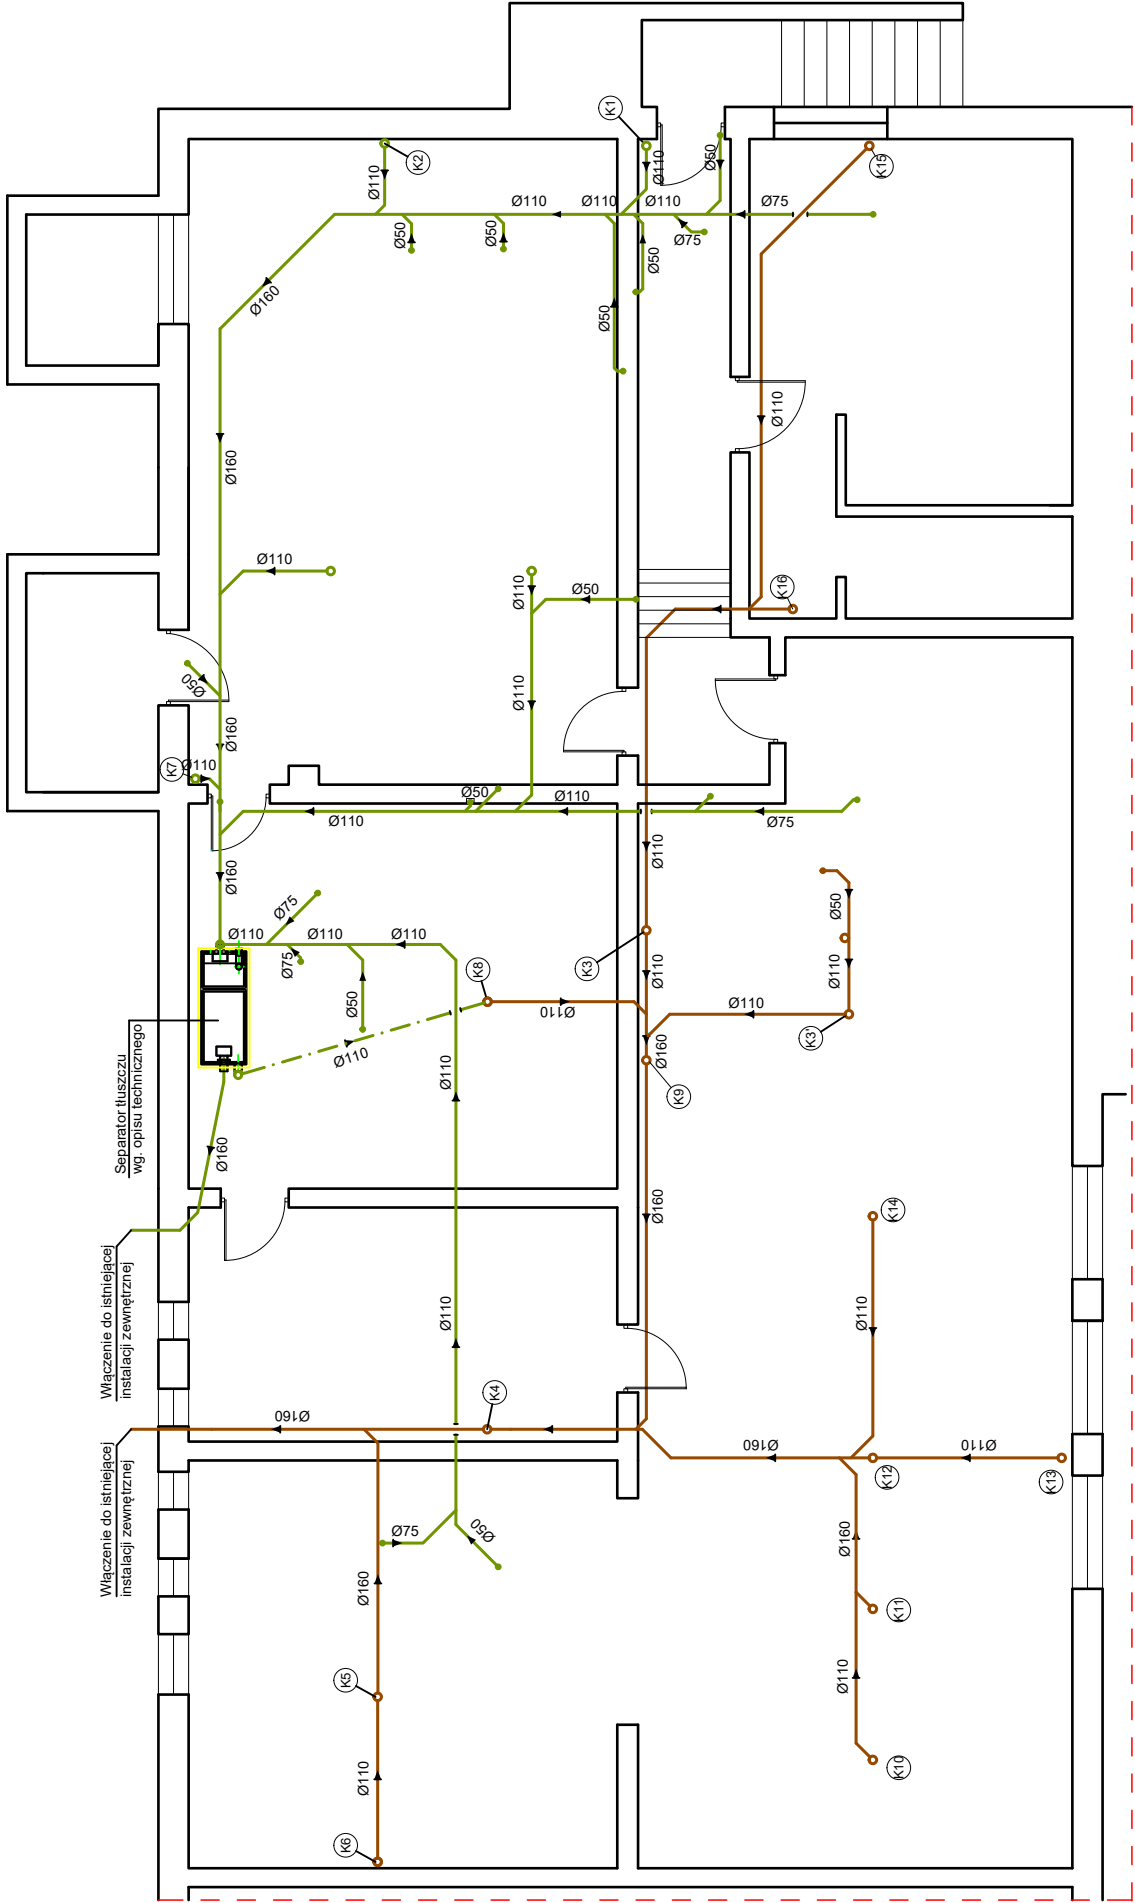 K1
K2
K15
Ø110
Ø110
Ø50
Ø110
Ø110
Ø110
Ø75
Ø50
Ø50
Ø75
Ø50
Ø160
Ø50
Ø110
Ø160
Ø110
Ø110
Ø50
K16
Ø50
Ø110
Ø160
K7
Ø110
Ø50
Ø110
Ø110
Ø75
Ø110
Ø160
Ø75
Ø50
Ø110
Ø110
Ø110
Ø75
K8
K3
Ø110
Ø110
Ø50
Ø110
Ø110
K3'
Ø160
Ø110
Ø110
K9
Separator tłuszczu
wg. opisu technicznego
Ø160
Ø160
K14
Włączenie do istniejącej
instalacji zewnętrznej
Ø110
Ø110
K4
Ø160
Ø160
Ø110
K12
K13
Włączenie do istniejącej
instalacji zewnętrznej
Ø75
Ø50
Ø160
Ø160
K11
K5
Ø110
Ø110
K10
K6